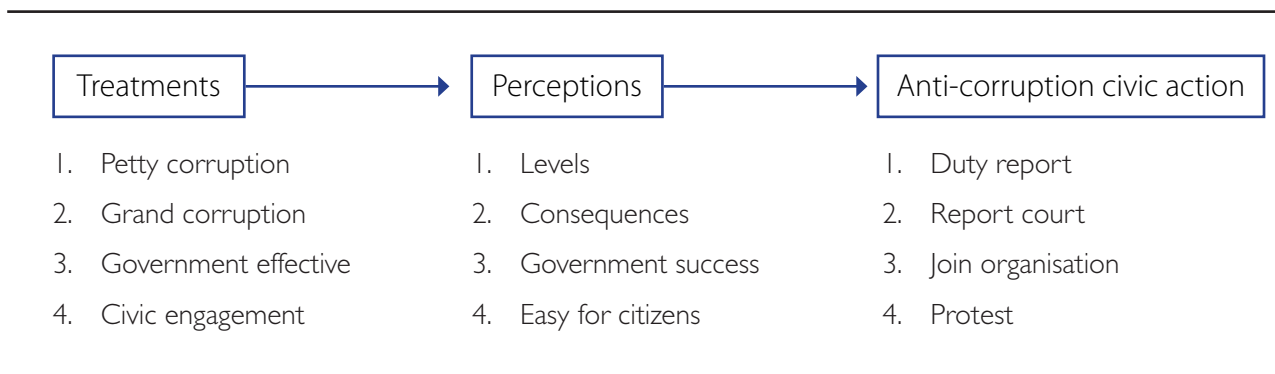 Treatments
Perceptions
Anti-corruption civic action
1. Petty corruption
2. Grand corruption
3. Government effective
4. Civic engagement
1. Levels
2. Consequences
3. Government success
4. Easy for citizens
1. Duty report
2. Report court
3. Join organisation
4. Protest